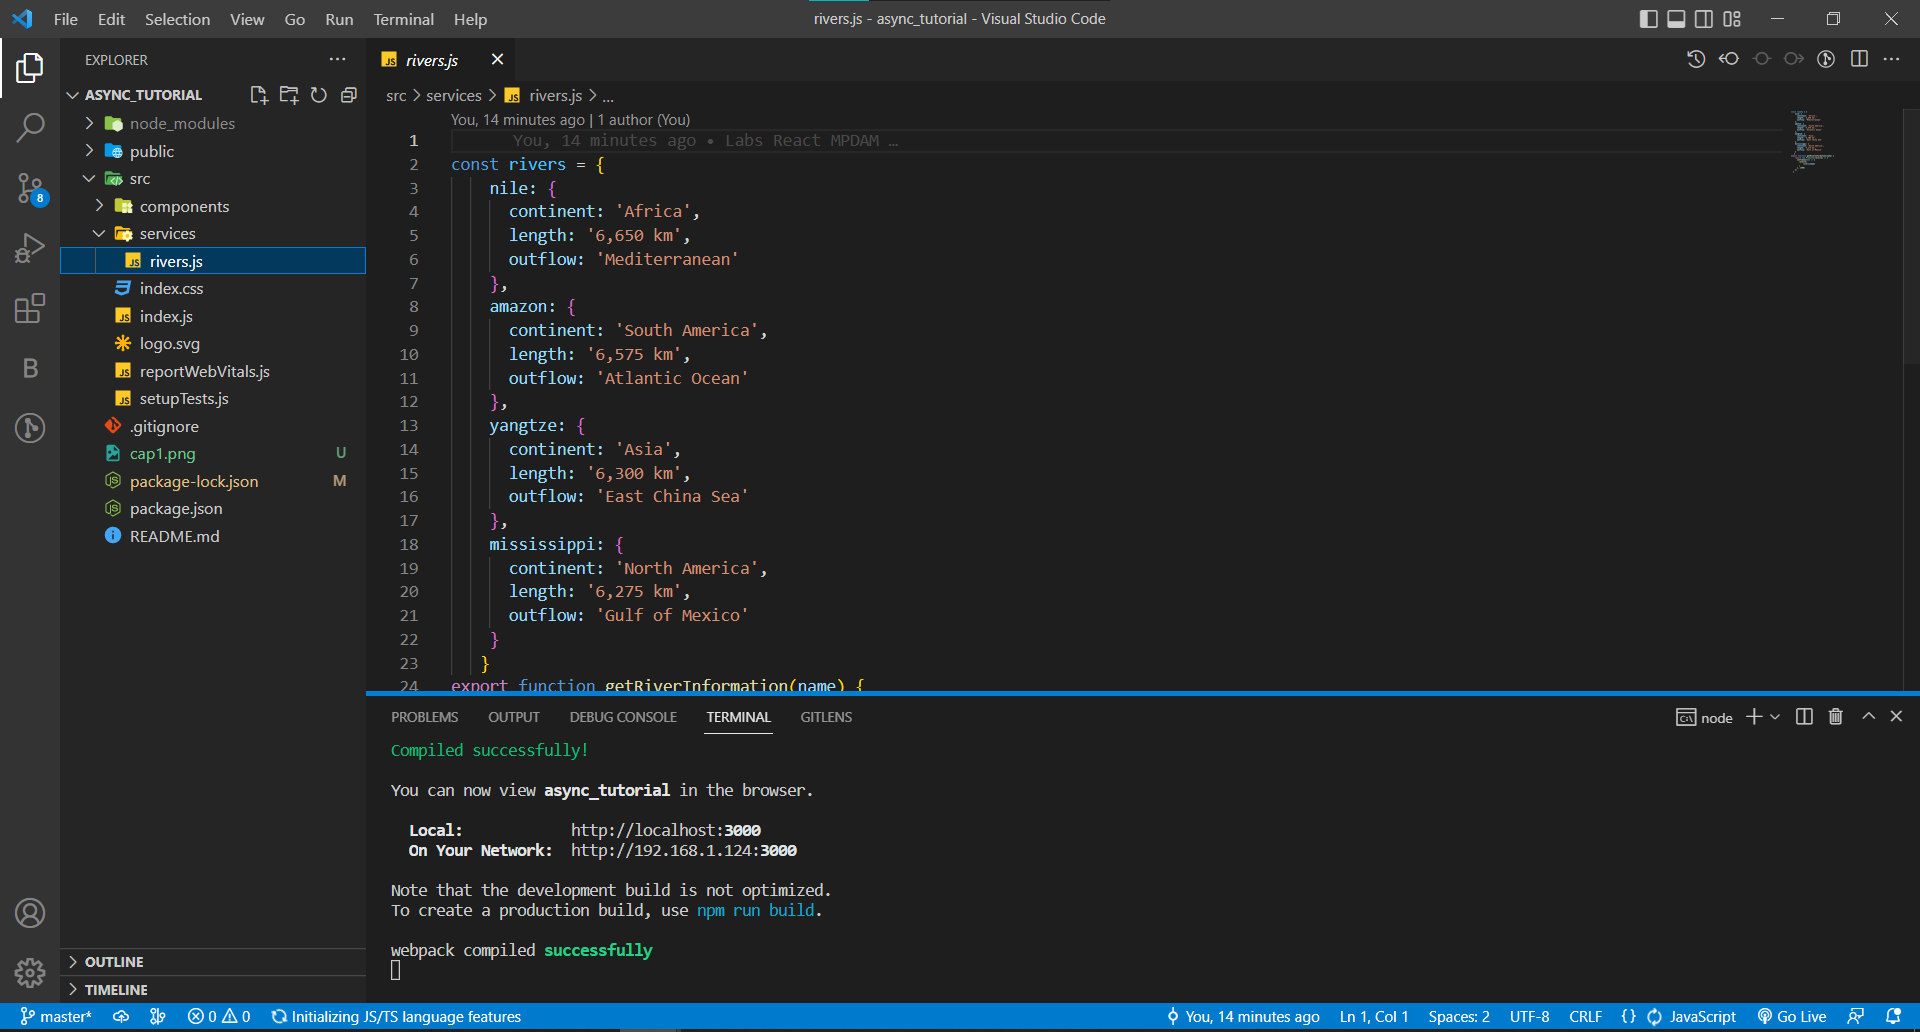 File Edit Selection View Go Run Terminal Help
rivers.js - async_tutorial - Visual Studio Code
EXPLORER
ASYNC_TUTORIAL
node_modules
public
src
components
services
rivers.js
index.css
index.js
logo.svg
reportWebVitals.js
setupTests.js
.gitignore
cap1.png U
package-lock.json M
package.json
README.md
OUTLINE
TIMELINE
8
B
JS rivers.js
src > services > JS rivers.js > ...
You, 14 minutes ago | 1 author (You)
1 You, 14 minutes ago • Labs React MPDAM …
2 const rivers = {
3 nile: {
4 continent: 'Africa',
5 length: '6,650 km',
6 outflow: 'Mediterranean'
7 },
8 amazon: {
9 continent: 'South America',
10 length: '6,575 km',
11 outflow: 'Atlantic Ocean'
12 },
13 yangtze: {
14 continent: 'Asia',
15 length: '6,300 km',
16 outflow: 'East China Sea'
17 },
18 mississippi: {
19 continent: 'North America',
20 length: '6,275 km',
21 outflow: 'Gulf of Mexico'
22 }
23 }
24 export function getRiverInformation(name) {
PROBLEMS OUTPUT DEBUG CONSOLE TERMINAL GITLENS
node
Compiled successfully!
You can now view async_tutorial in the browser.
Local: http://localhost:3000
On Your Network: http://192.168.1.124:3000
Note that the development build is not optimized.
To create a production build, use npm run build.
webpack compiled successfully
master* 0 0 Initializing JS/TS language features
You, 14 minutes ago Ln 1, Col 1 Spaces: 2 UTF-8 CRLF {} JavaScript Go Live